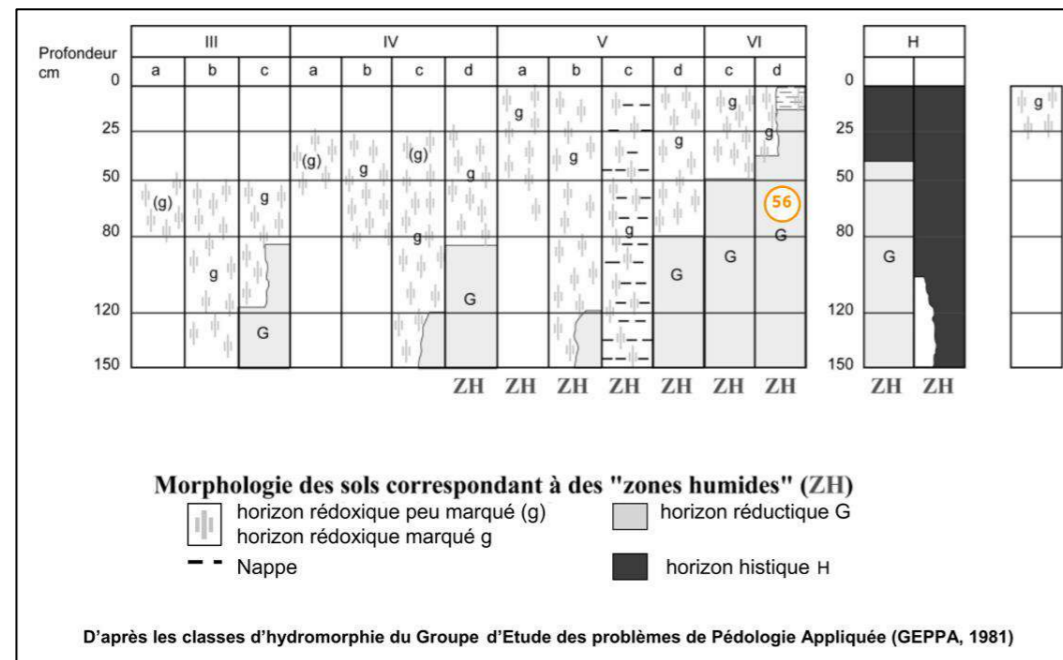 III IV V VI H
Profondeur
cm
a b c a b c d a b c d c d
0 0
g g g g
25 25
(g) (g) g g g g
50 50
(g) g 56
g g G
80 80
g g G G G
G
120 120
G
150 150
ZH ZH ZH ZH ZH ZH ZH ZH ZH
Morphologie des sols correspondant à des "zones humides" (ZH)
horizon rédoxique peu marqué (g) horizon réductique G
horizon rédoxique marqué g
Nappe horizon histique H
D'après les classes d'hydromorphie du Groupe d'Etude des problèmes de Pédologie Appliquée (GEPPA, 1981)